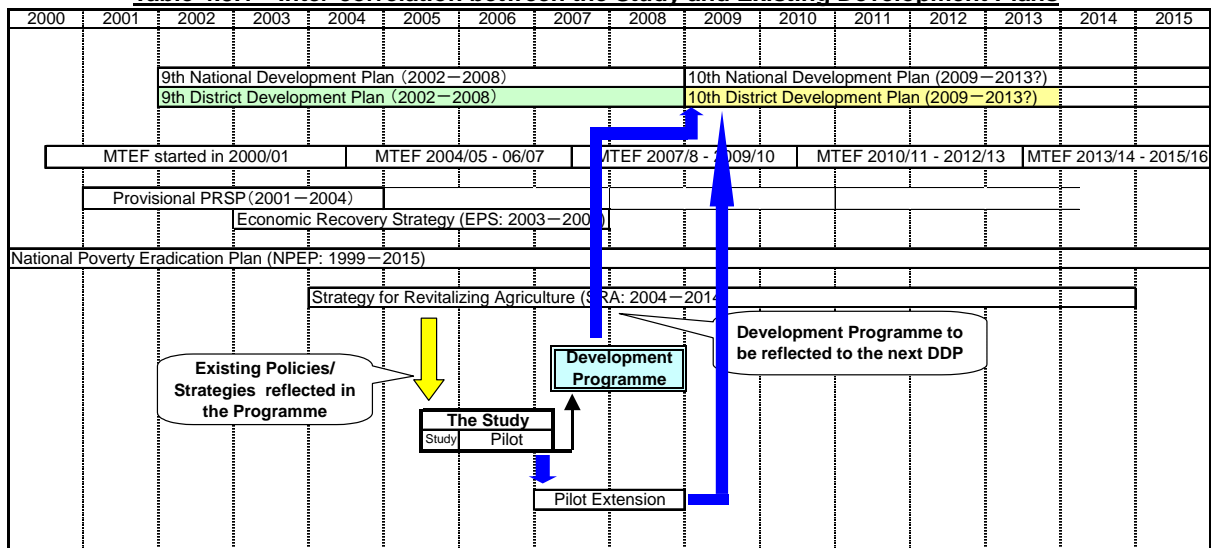 Table Inter-correlation between the Study and Existing Development Plans
2000 2001 2002 2003 2004 2005 2006 2007 2008 2009 2010 2011 2012 2013 2014 2015
9th National Development Plan (2002－2008) 10th National Development Plan (2009－2013?)
9th District Development Plan (2002－2008) 10th District Development Plan (2009－2013?)
MTEF started in 2000/01 MTEF 2004/05 - 06/07 MTEF 2007/8 - 2009/10 MTEF 2010/11 - 2012/13 MTEF 2013/14 - 2015/16
Provisional PRSP(2001－2004)
Economic Recovery Strategy (EPS: 2003－
National Poverty Eradication Plan (NPEP: 1999－2015)
Strategy for Revitalizing Agriculture (SRA: 2004－2014
Development Programme to
be reflected to the next DDP
Existing Policies/
Strategies reflected in
the Programme
Development
Programme
The Study
Study Pilot
Pilot Extension